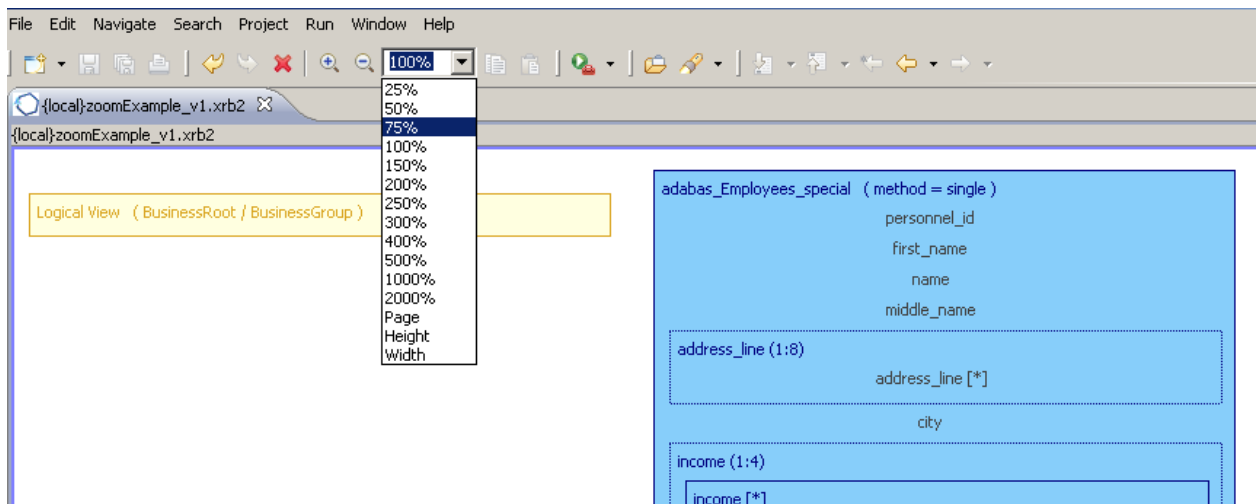 File Edit Navigate Search Project Run Window Help
100%
{local}zoomExample_v1.xrb2
{local}zoomExample_v1.xrb2
25%
50%
75%
100%
150%
200%
250%
300%
400%
500%
1000%
2000%
Page
Height
Width
Logical View ( BusinessRoot / BusinessGroup )
adabas_Employees_special ( method = single )
personnel_id
first_name
name
middle_name
address_line (1:8)
address_line [*]
city
income (1:4)
income [*]